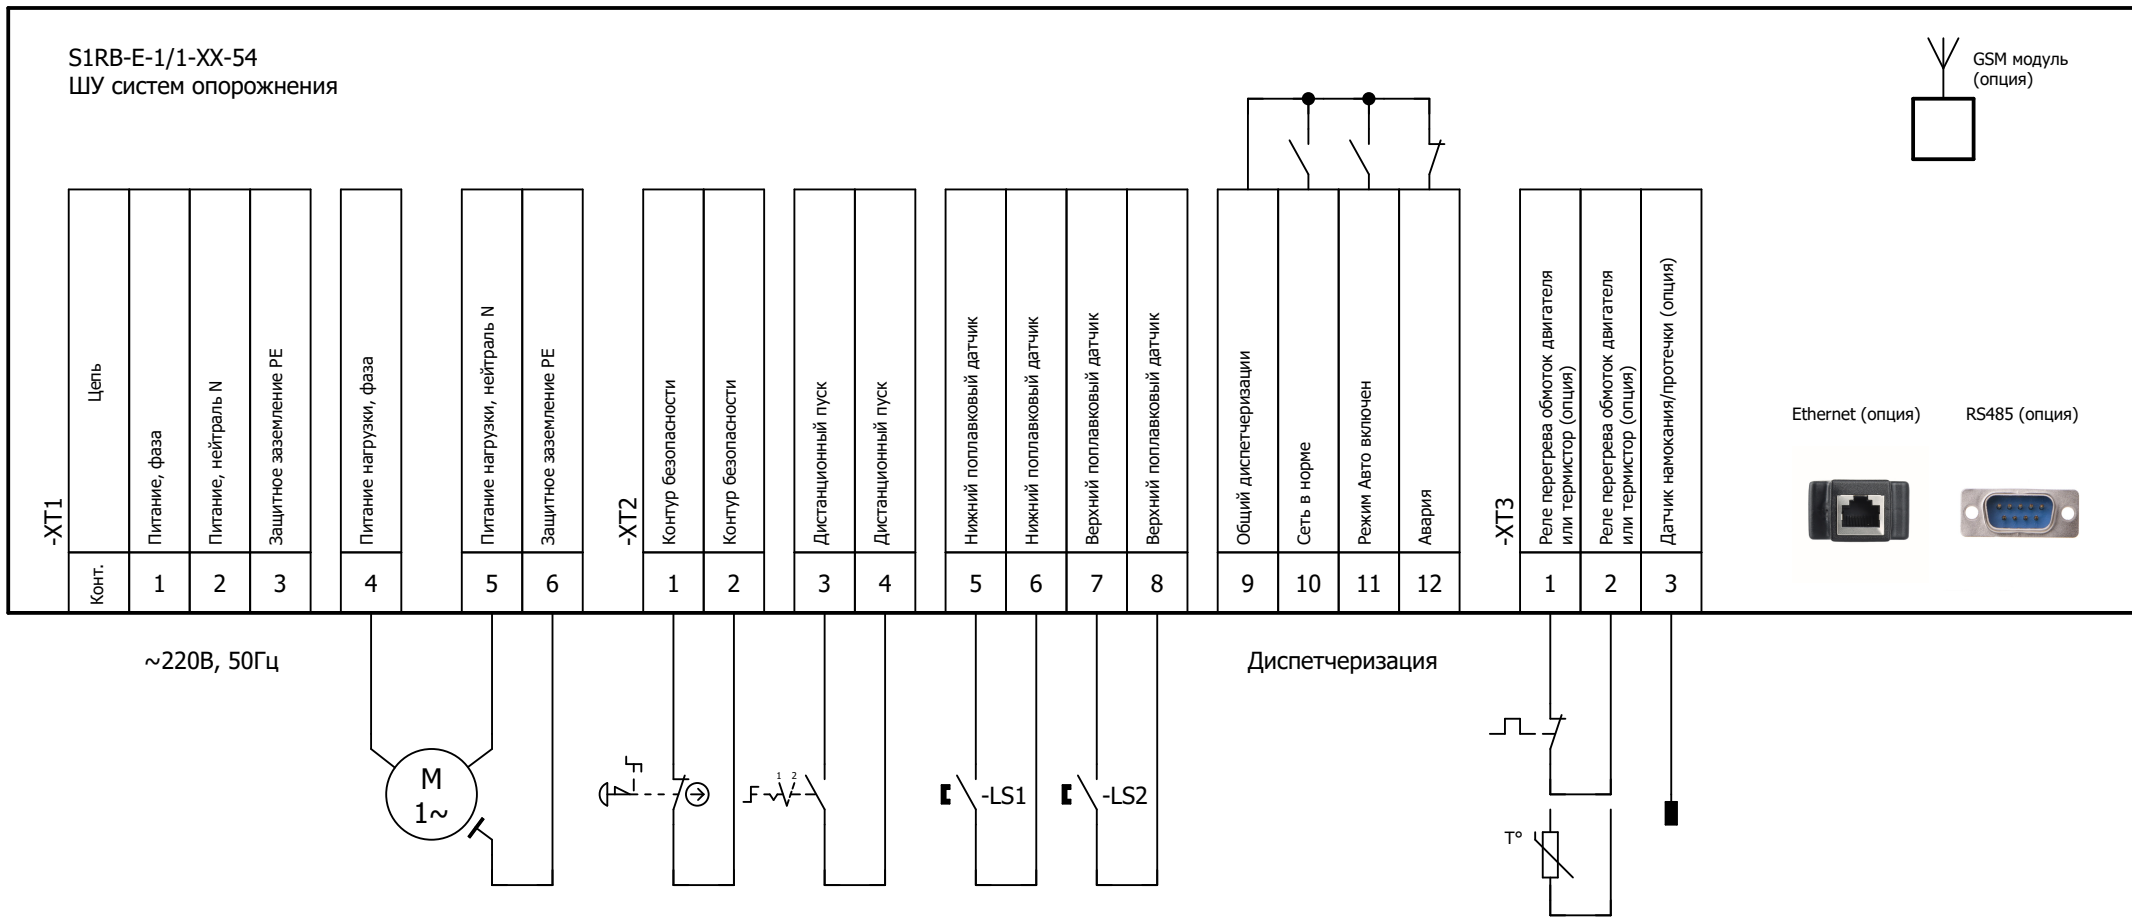 S1RB-E-1/1-XX-54
ШУ систем опорожнения
GSM модуль
(опция)
-XT1
Цепь
Питание, фаза
Питание, нейтраль N
Защитное заземление PE
Питание нагрузки, фаза
Питание нагрузки, нейтраль N
Защитное заземление PE
-XT2
Контур безопасности
Контур безопасности
Дистанционный пуск
Дистанционный пуск
Нижний поплавковый датчик
Нижний поплавковый датчик
Верхний поплавковый датчик
Верхний поплавковый датчик
Общий диспетчеризации
Сеть в норме
Режим Авто включен
Авария
-XT3
Реле перегрева обмоток двигателя
или термистор (опция)
Реле перегрева обмоток двигателя
или термистор (опция)
Датчик намокания/протечки (опция)
Ethernet (опция)
RS485 (опция)
Конт.
1
2
3
4
5
6
1
2
3
4
5
6
7
8
9
10
11
12
1
2
3
~220В, 50Гц
Диспетчеризация
M
1~
1 2
-LS1
-LS2
T°